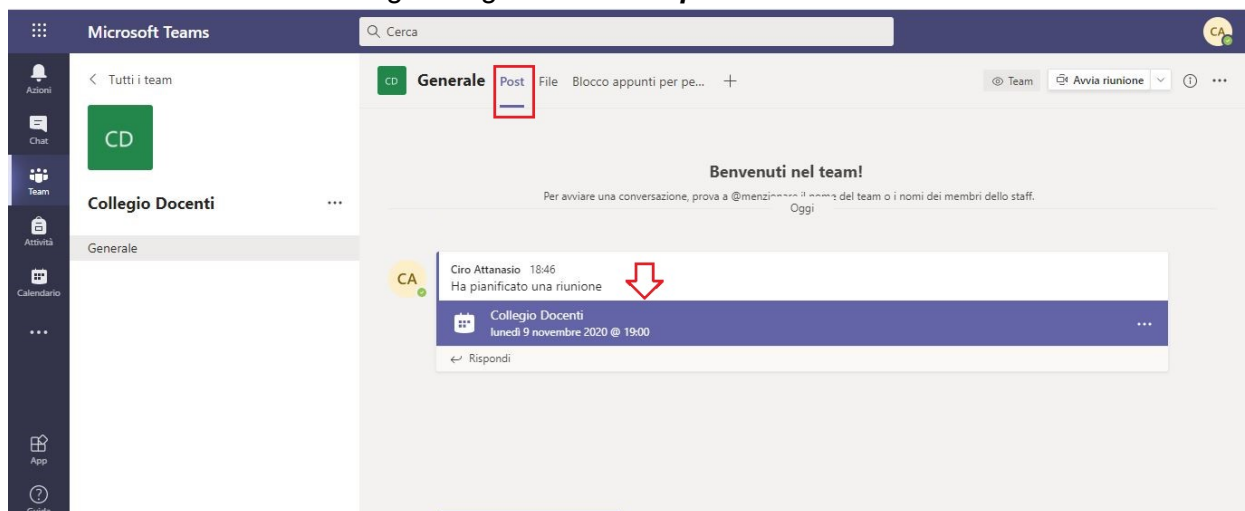 Microsoft Teams
Cerca
CA
Azioni
Chat
Team
Attività
Calendario
App
Tutti i team
CD
Collegio Docenti
Generale
CD Generale Post File Blocco appunti per pe...
Team
Avvia riunione
Benvenuti nel team!
Per avviare una conversazione, prova a @menzionare il nome del team o i nomi dei membri dello staff.
Oggi
CA
Ciro Attanasio 18:46
Ha pianificato una riunione
Collegio Docenti
lunedì 9 novembre 2020 @ 19:00
Rispondi